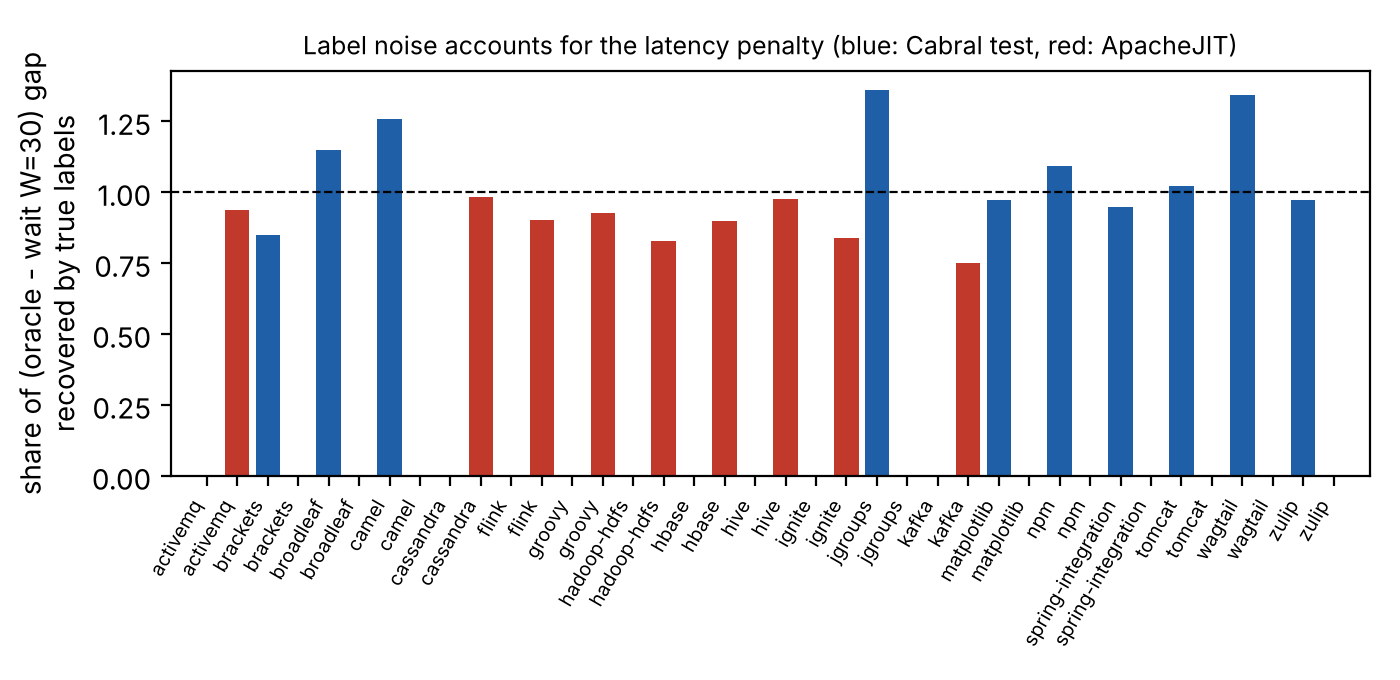 Label noise accounts for the latency penalty (blue: Cabral test, red: ApacheJIT)
share of (oracle - wait W=30) gap
recovered by true labels
1.25
1.00
0.75
0.50
0.25
0.00
activemq
activemq
brackets
brackets
broadleaf
broadleaf
camel
camel
cassandra
cassandra
flink
flink
groovy
groovy
hadoop-hdfs
hadoop-hdfs
hbase
hbase
hive
hive
ignite
ignite
jgroups
jgroups
kafka
kafka
matplotlib
matplotlib
npm
npm
spring-integration
spring-integration
tomcat
tomcat
wagtail
wagtail
zulip
zulip